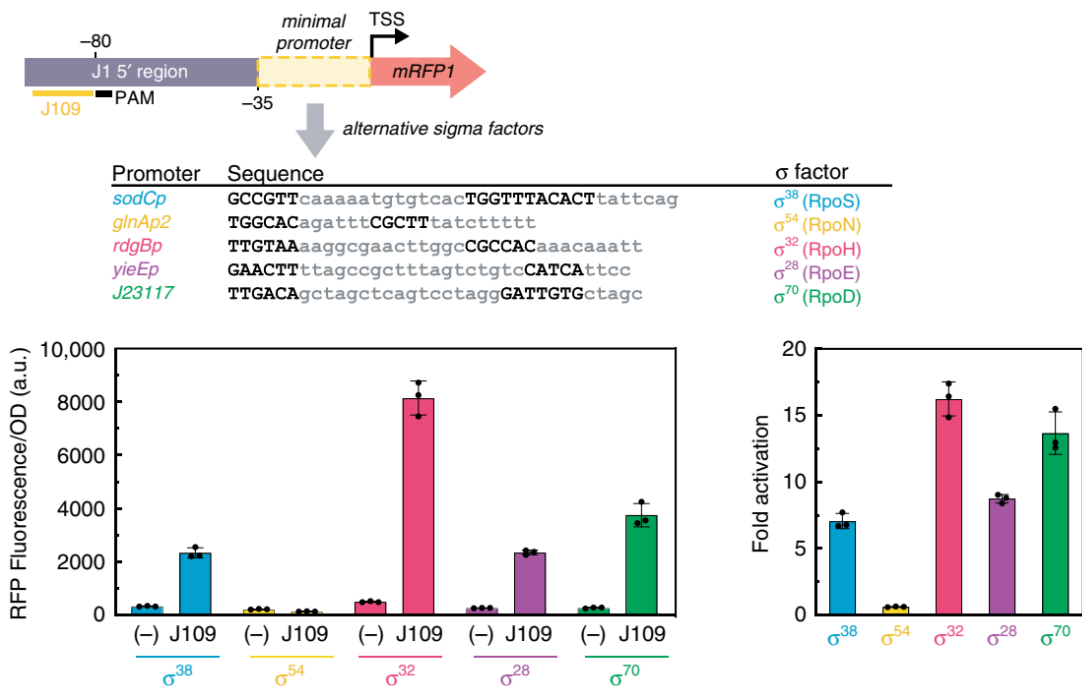 minimal promoter
TSS
−80
J1 5′ region
mRFP1
J109
PAM
−35
alternative sigma factors
Promoter Sequence σ factor
sodCp GCCGTTcaaaaatgtgtcacTGGTTTACACTtattcag σ38 (RpoS)
glnAp2 TGGCACagatttCGCTTtatcttttt σ54 (RpoN)
rdgBp TTGTAAaaggcgaacttggcCGCCACaaacaaatt σ32 (RpoH)
yieEp GAACTTttagccgctttagtctgtcCATCAttcc σ28 (RpoE)
J23117 TTGACAgctagctcagtcctaggGATTGTGctagc σ70 (RpoD)
RFP Fluorescence/OD (a.u.)
10,000
8000
6000
4000
2000
0
(–) J109 (–) J109 (–) J109 (–) J109 (–) J109
σ38 σ54 σ32 σ28 σ70
Fold activation
20
15
10
5
0
σ38 σ54 σ32 σ28 σ70